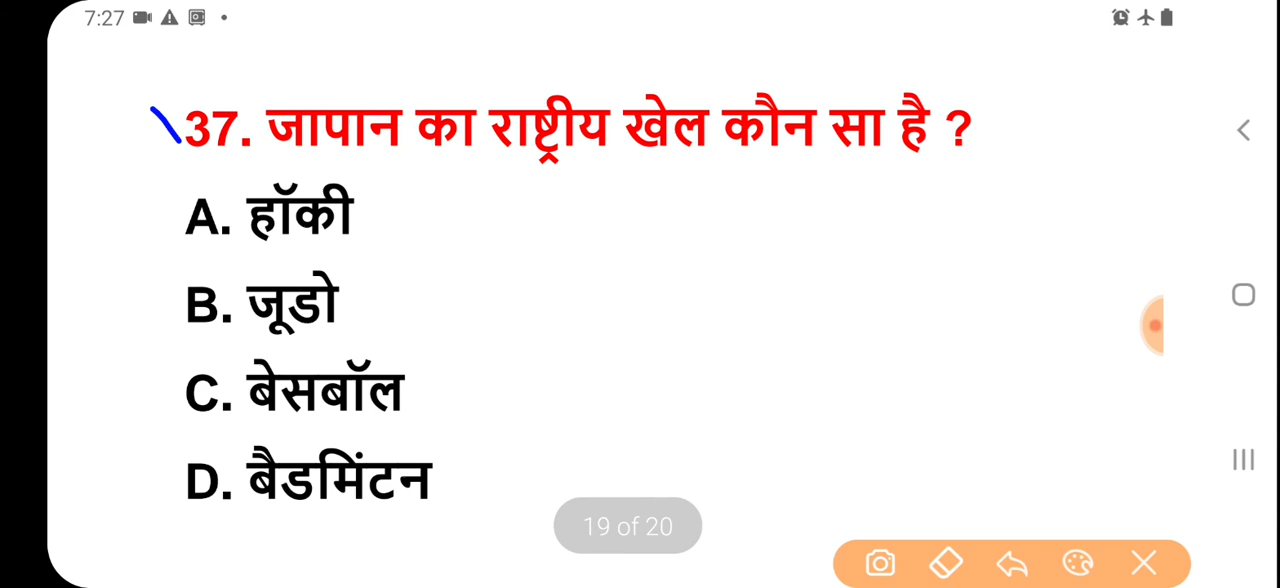 7:27
37. जापान का राष्ट्रीय खेल कौन सा है ?
A. हॉकी
B. जूडो
C. बेसबॉल
D. बैडमिंटन
19 of 20